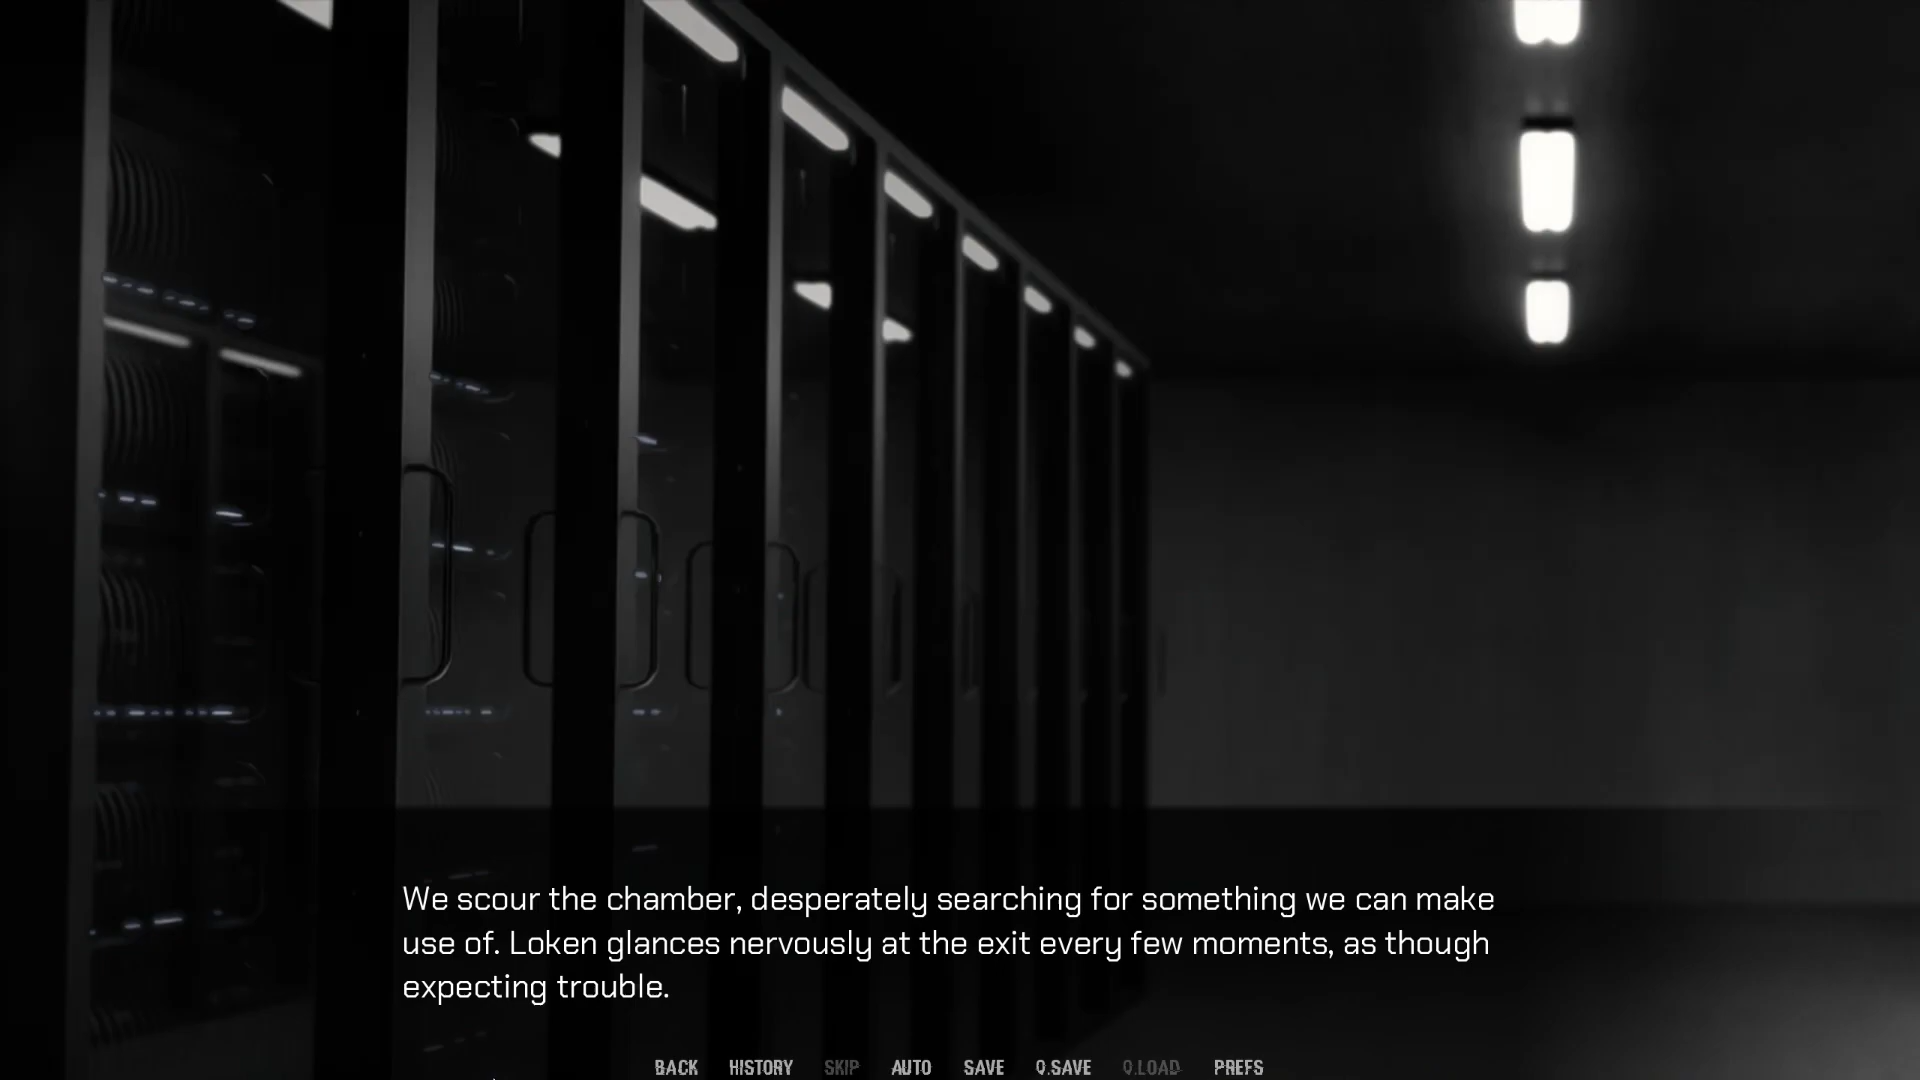 We scour the chamber, desperately searching for something we can make
use of. Loken glances nervously at the exit every few moments, as though
expecting trouble.
BACK HISTORY SKIP AUTO SAVE Q.SAVE Q.LOAD PREFS